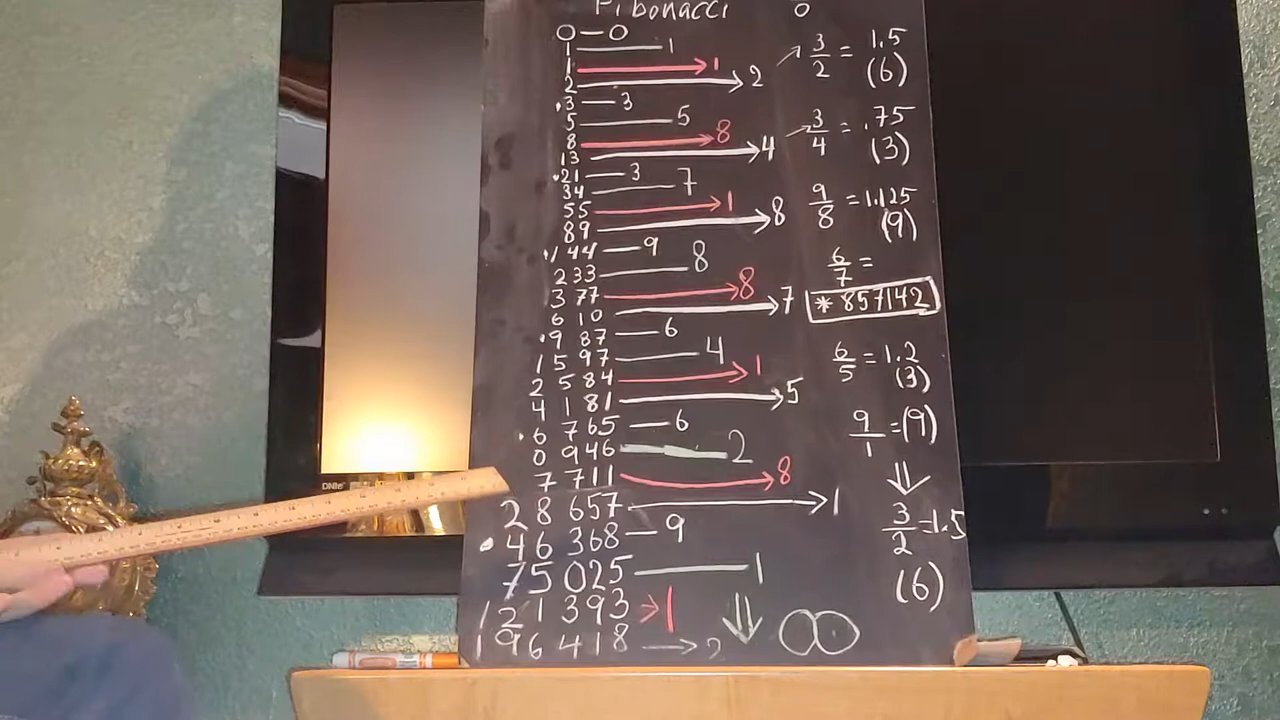 Fibonacci 0
0 — 0
1 — 1
1 → 1
2 → 2
.3 — 3
5 — 5
8 → 8
13 → 4
.21 — 3
34 — 7
55 → 1
89 → 8
.144 — 9
233 — 8
377 → 8
610 → 7
.987 — 6
1597 — 4
2584 → 1
4181 → 5
.6765 — 6
0946 — 2
7711 → 8
28657 → 1
.46368 — 9
75025 — 1
121393 → 1
196418 → 2
→ 3/2 = 1.5
(6)
→ 3/4 = .75
(3)
9/8 = 1.125
(9)
6/7 =
* 857142
6/5 = 1.2
(3)
9/1 = (9)
⇓
3/2 = 1.5
(6)
DNIe